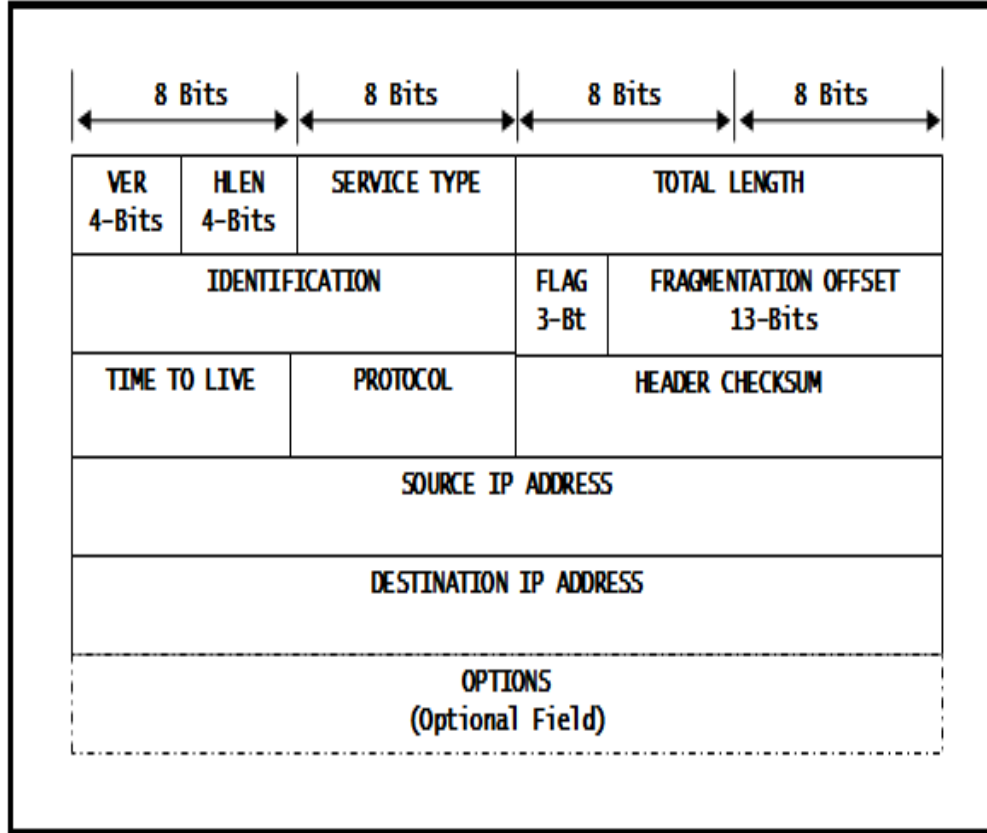 8 Bits 8 Bits 8 Bits 8 Bits
VER HLEN SERVICE TYPE TOTAL LENGTH
4-Bits 4-Bits
IDENTIFICATION FLAG FRAGMENTATION OFFSET
3-Bt 13-Bits
TIME TO LIVE PROTOCOL HEADER CHECKSUM
SOURCE IP ADDRESS
DESTINATION IP ADDRESS
OPTIONS
(Optional Field)